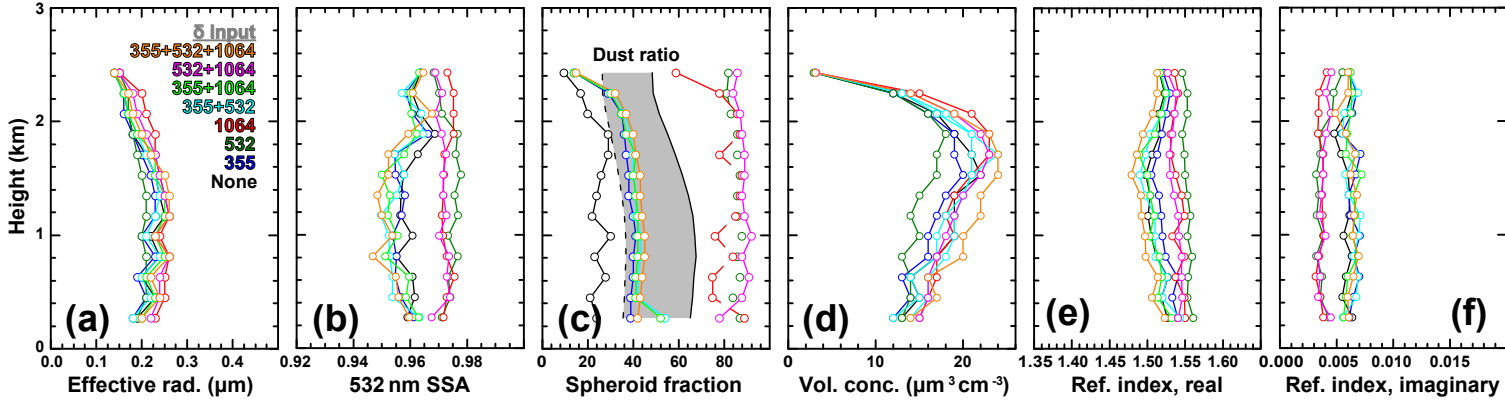 3
2
1
0
Height (km)
δ Input
355+532+1064
532+1064
355+1064
355+532
1064
532
355
None
(a)
0.0 0.1 0.2 0.3 0.4 0.5
Effective rad. (µm)
(b)
0.92 0.94 0.96 0.98
532 nm SSA
Dust ratio
(c)
0 20 40 60 80
Spheroid fraction
(d)
0 10 20
Vol. conc. (µm³ cm⁻³)
(e)
1.35 1.40 1.45 1.50 1.55 1.60
Ref. index, real
(f)
0.000 0.005 0.010 0.015
Ref. index, imaginary